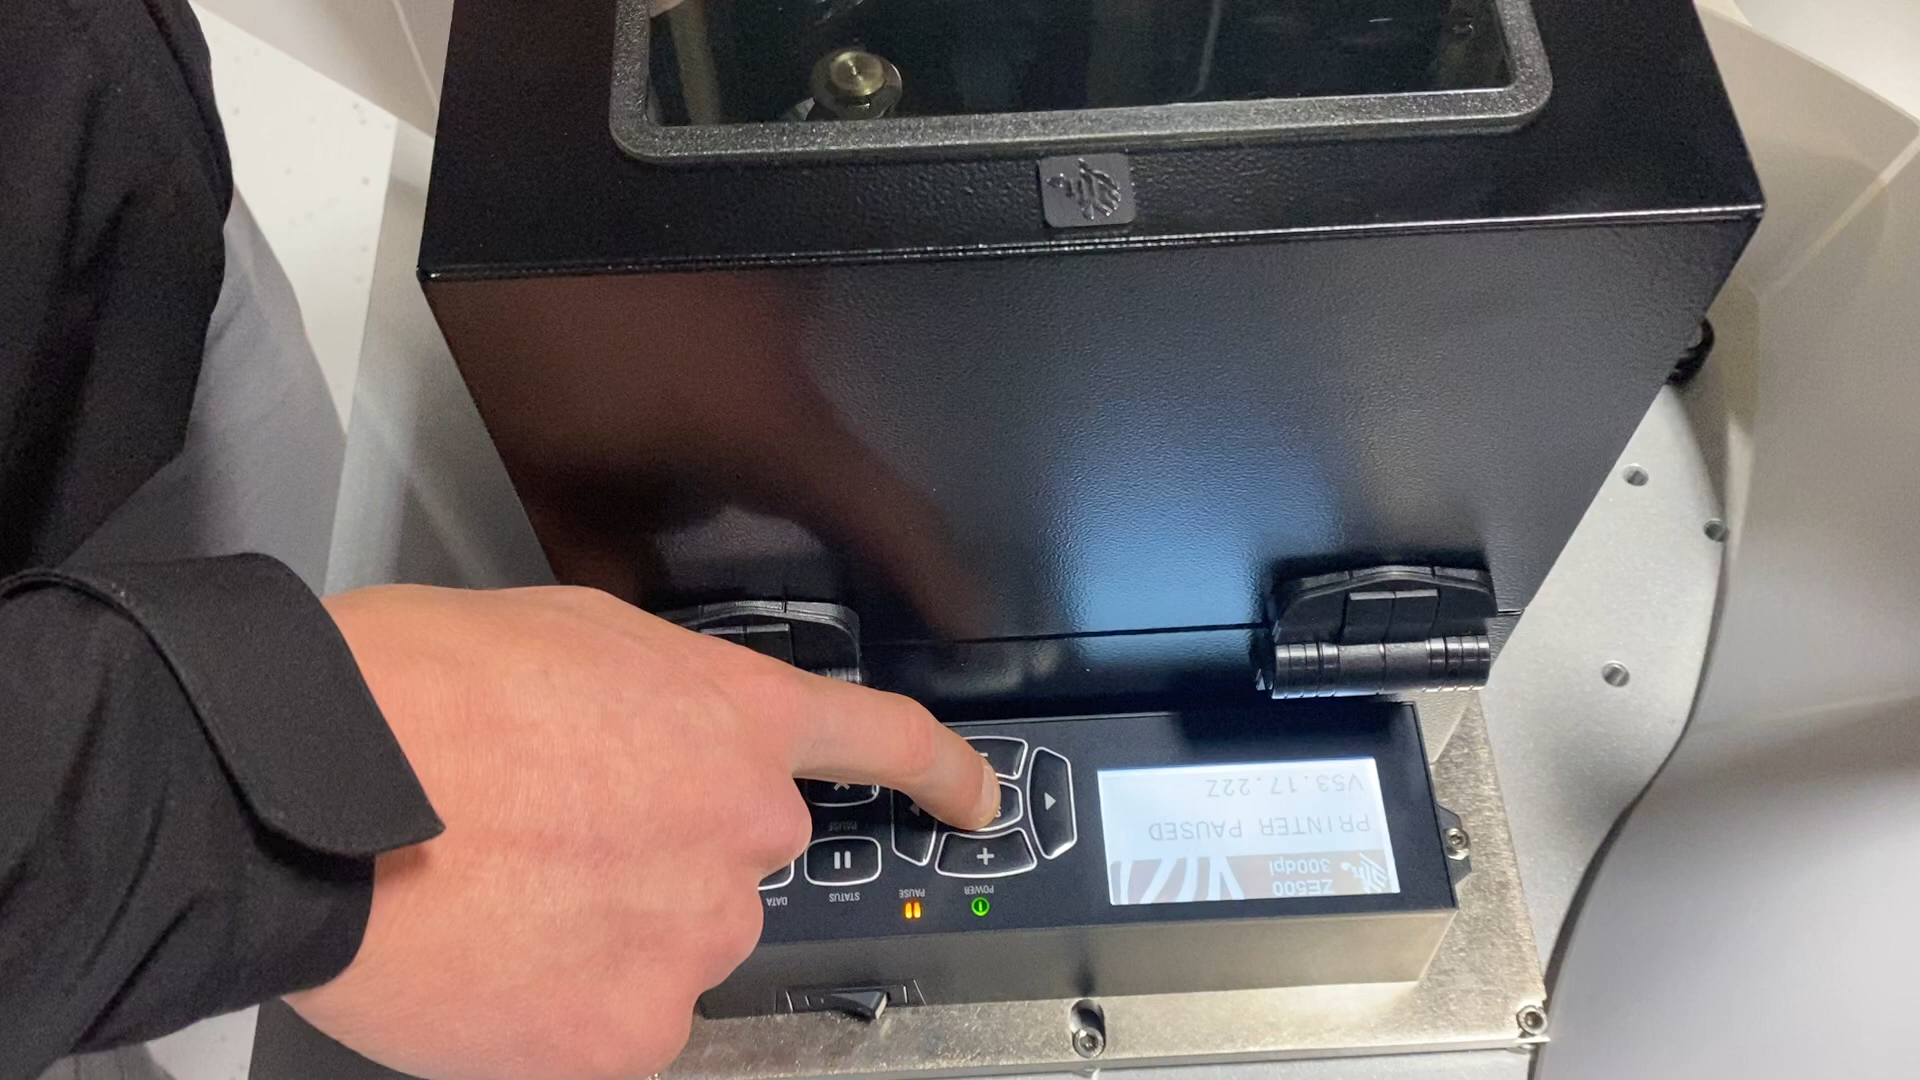 ZE500
300dpi
PRINTER PAUSED
V53.17.22Z
POWER
PAUSE
STATUS
DATA
PAUSE